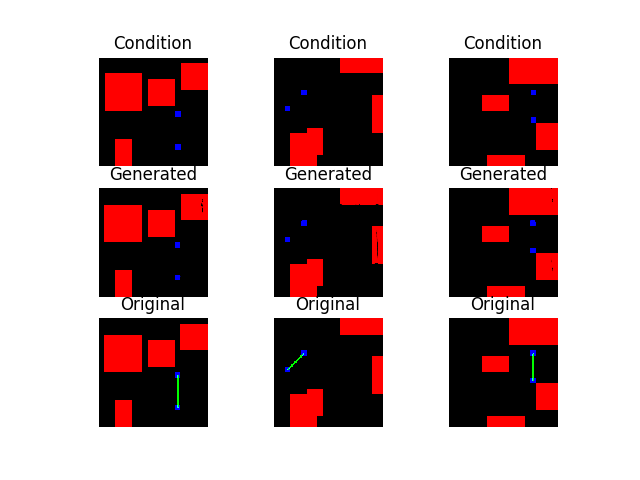 Condition Condition Condition
Generated Generated Generated
Original Original Original